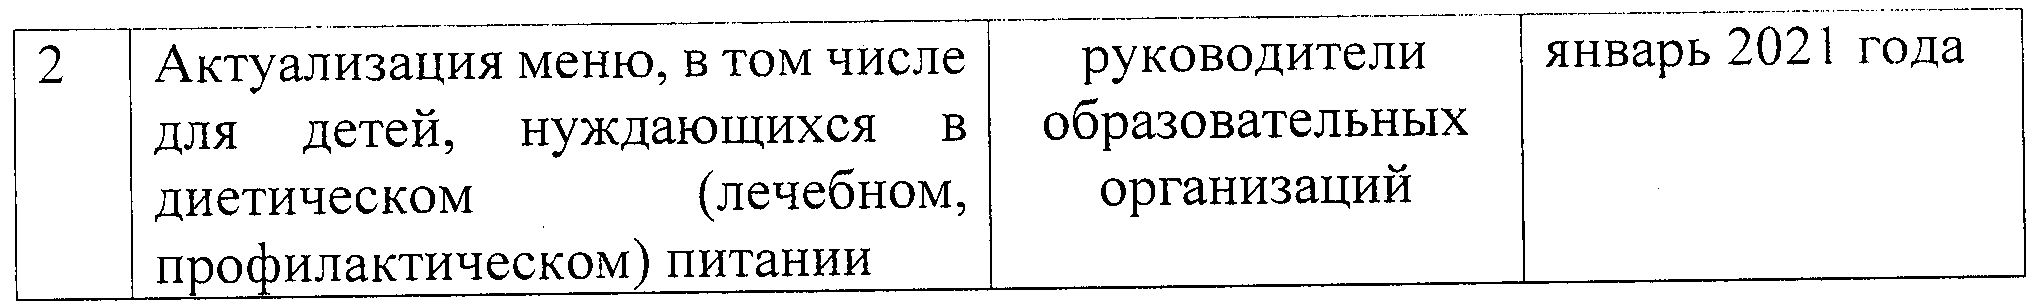 2
Актуализация меню, в том числе
для детей, нуждающихся в
диетическом (лечебном,
профилактическом) питании
руководители
образовательных
организаций
январь 2021 года